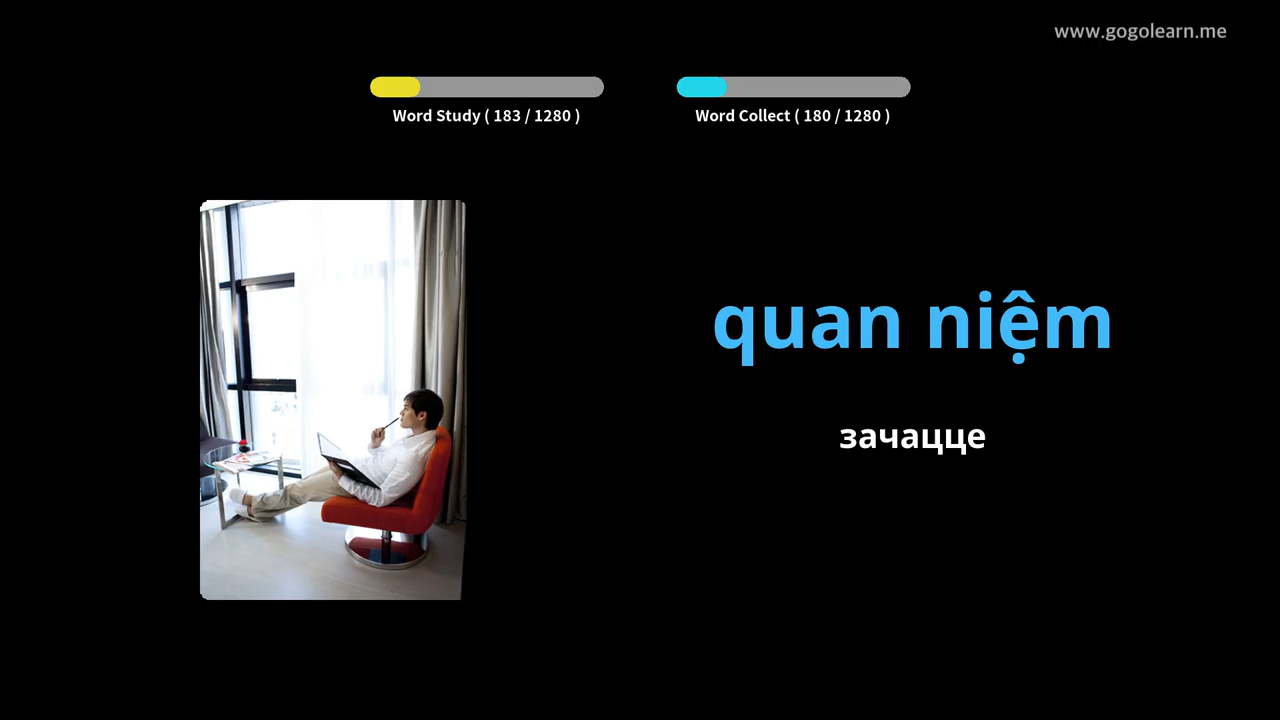 www.gogolearn.me
Word Study ( 183 / 1280 )
Word Collect ( 180 / 1280 )
quan niệm
зачацце